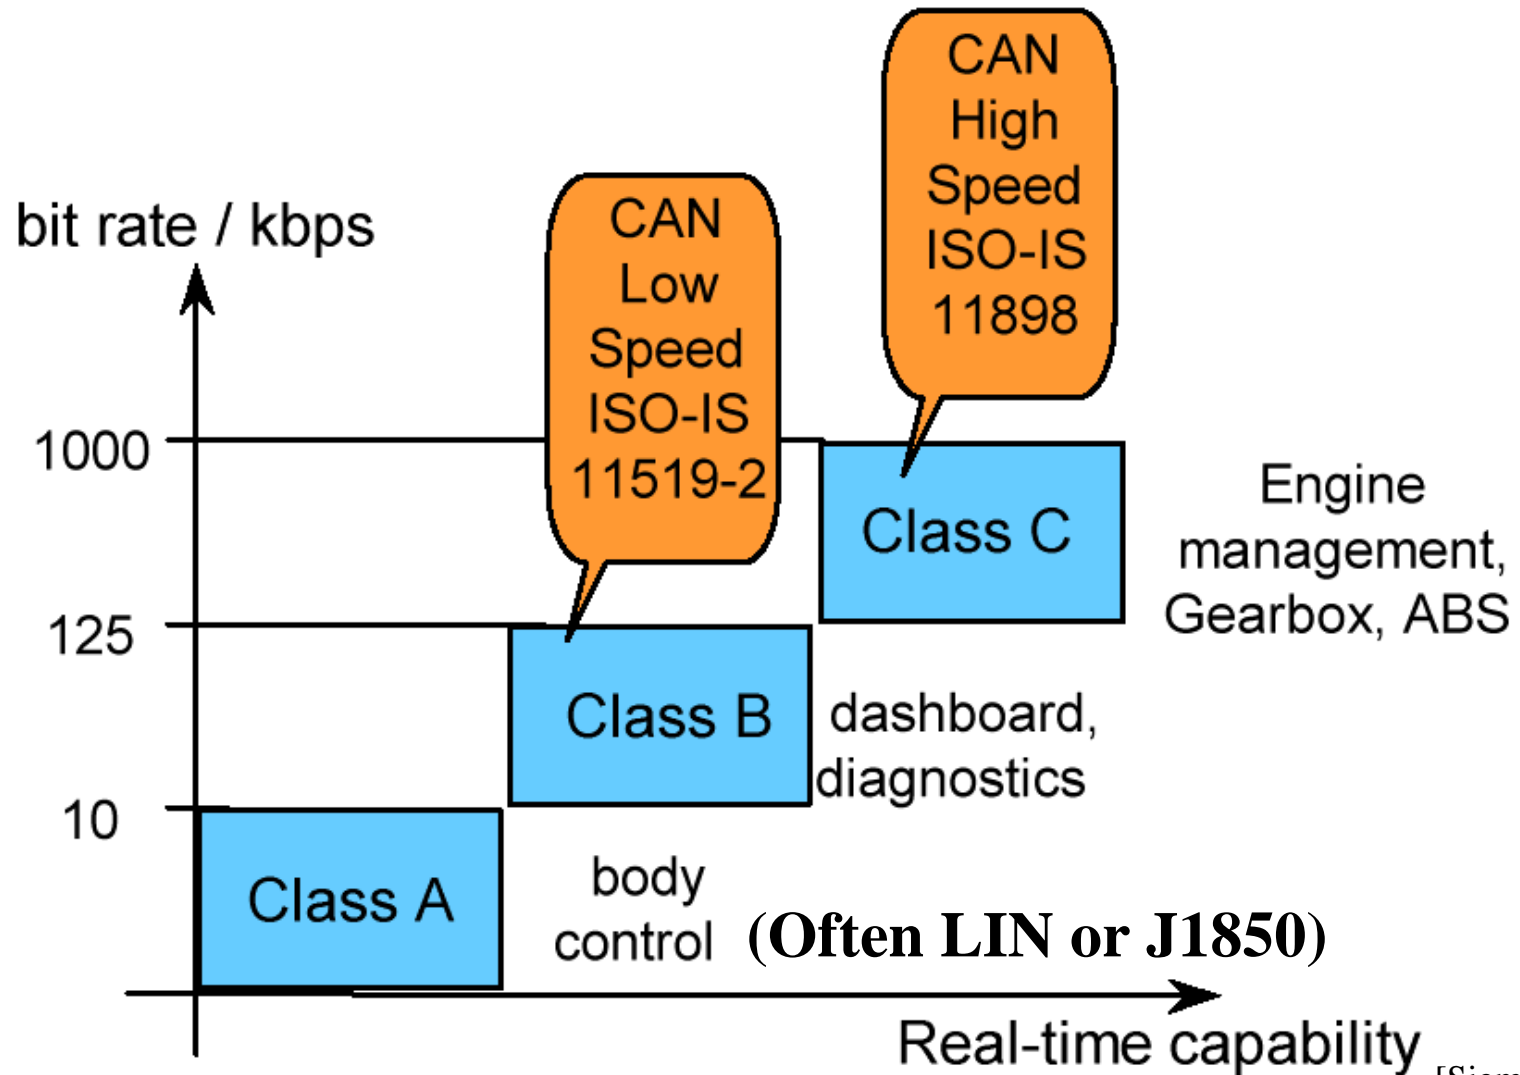 CAN
High
Speed
ISO-IS
11898
CAN
Low
Speed
ISO-IS
11519-2
bit rate / kbps
1000
125
10
Class C
Engine
management,
Gearbox, ABS
Class B
dashboard,
diagnostics
Class A
body
control
(Often LIN or J1850)
Real-time capability